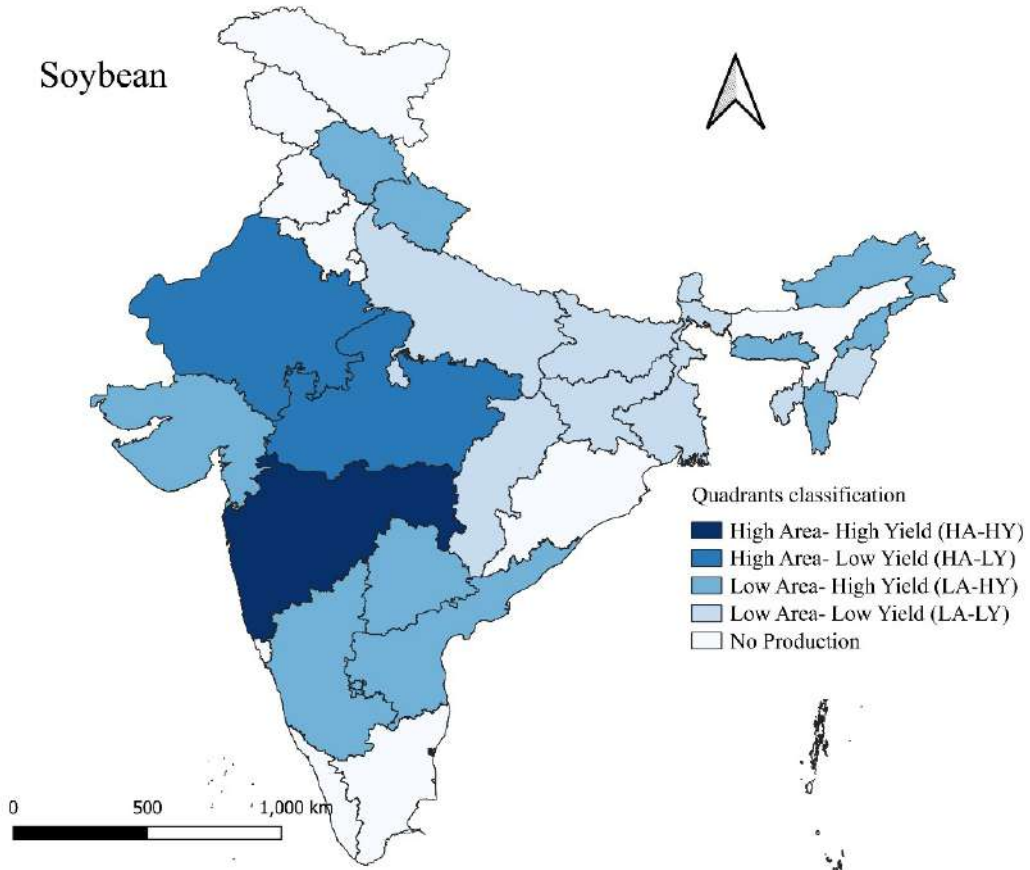 Soybean
Quadrants classification
High Area- High Yield (HA-HY)
High Area- Low Yield (HA-LY)
Low Area- High Yield (LA-HY)
Low Area- Low Yield (LA-LY)
No Production
0 500 1,000 km